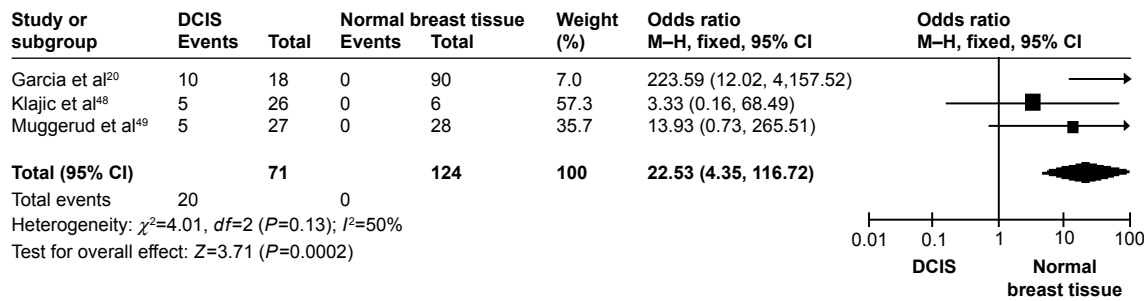 Study or subgroup DCIS Events Total Normal breast tissue Events Total Weight (%) Odds ratio M–H, fixed, 95% CI Odds ratio M–H, fixed, 95% CI
Garcia et al²⁰ 10 18 0 90 7.0 223.59 (12.02, 4,157.52)
Klajic et al⁴⁸ 5 26 0 6 57.3 3.33 (0.16, 68.49)
Muggerud et al⁴⁹ 5 27 0 28 35.7 13.93 (0.73, 265.51)
Total (95% CI) 71 124 100 22.53 (4.35, 116.72)
Total events 20 0
Heterogeneity: χ²=4.01, df=2 (P=0.13); I²=50%
Test for overall effect: Z=3.71 (P=0.0002)
0.01 0.1 1 10 100
DCIS Normal breast tissue